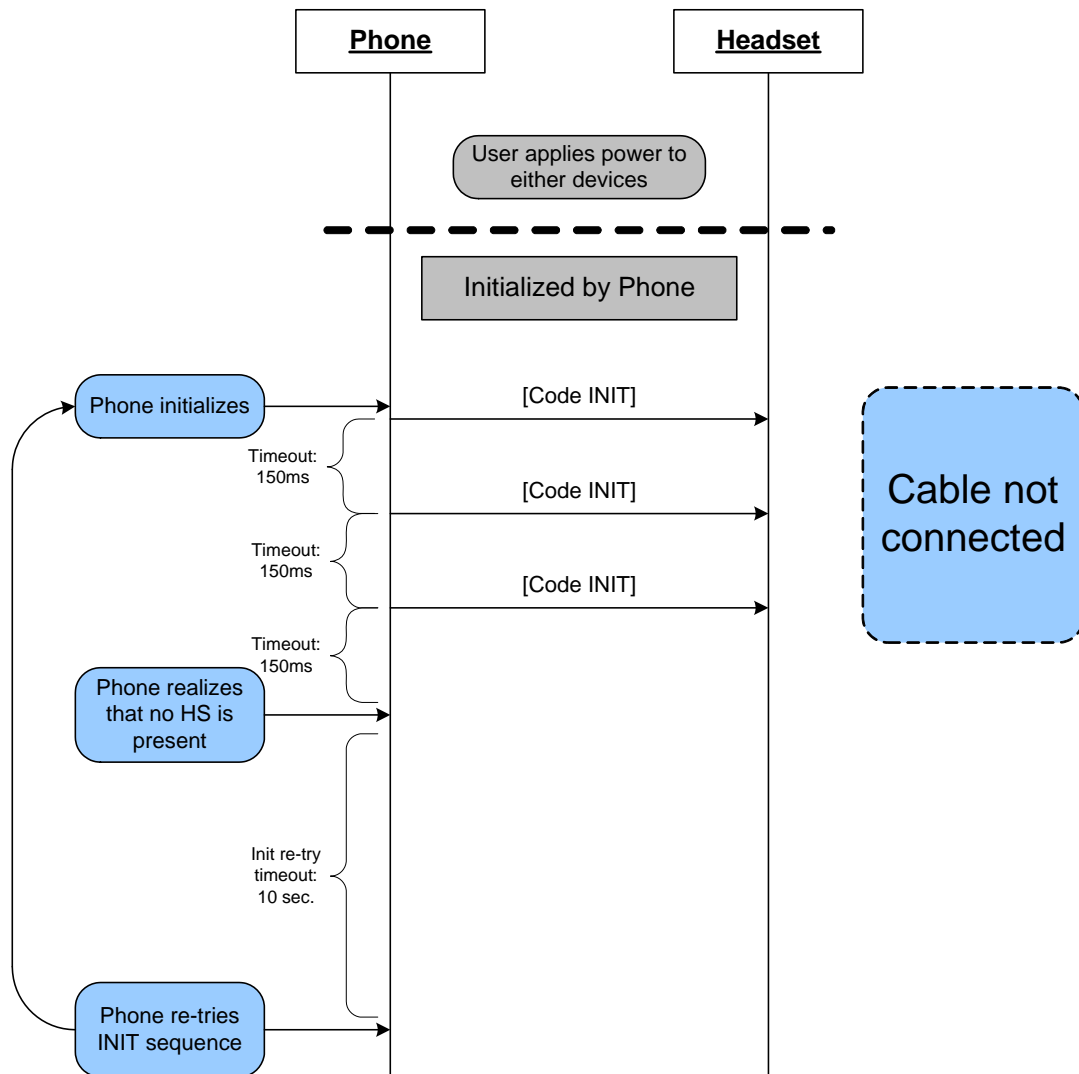 Phone
Headset
User applies power to
either devices
Initialized by Phone
Phone initializes
[Code INIT]
Timeout:
150ms
[Code INIT]
Cable not
connected
Timeout:
150ms
[Code INIT]
Timeout:
150ms
Phone realizes
that no HS is
present
Init re-try
timeout:
10 sec.
Phone re-tries
INIT sequence